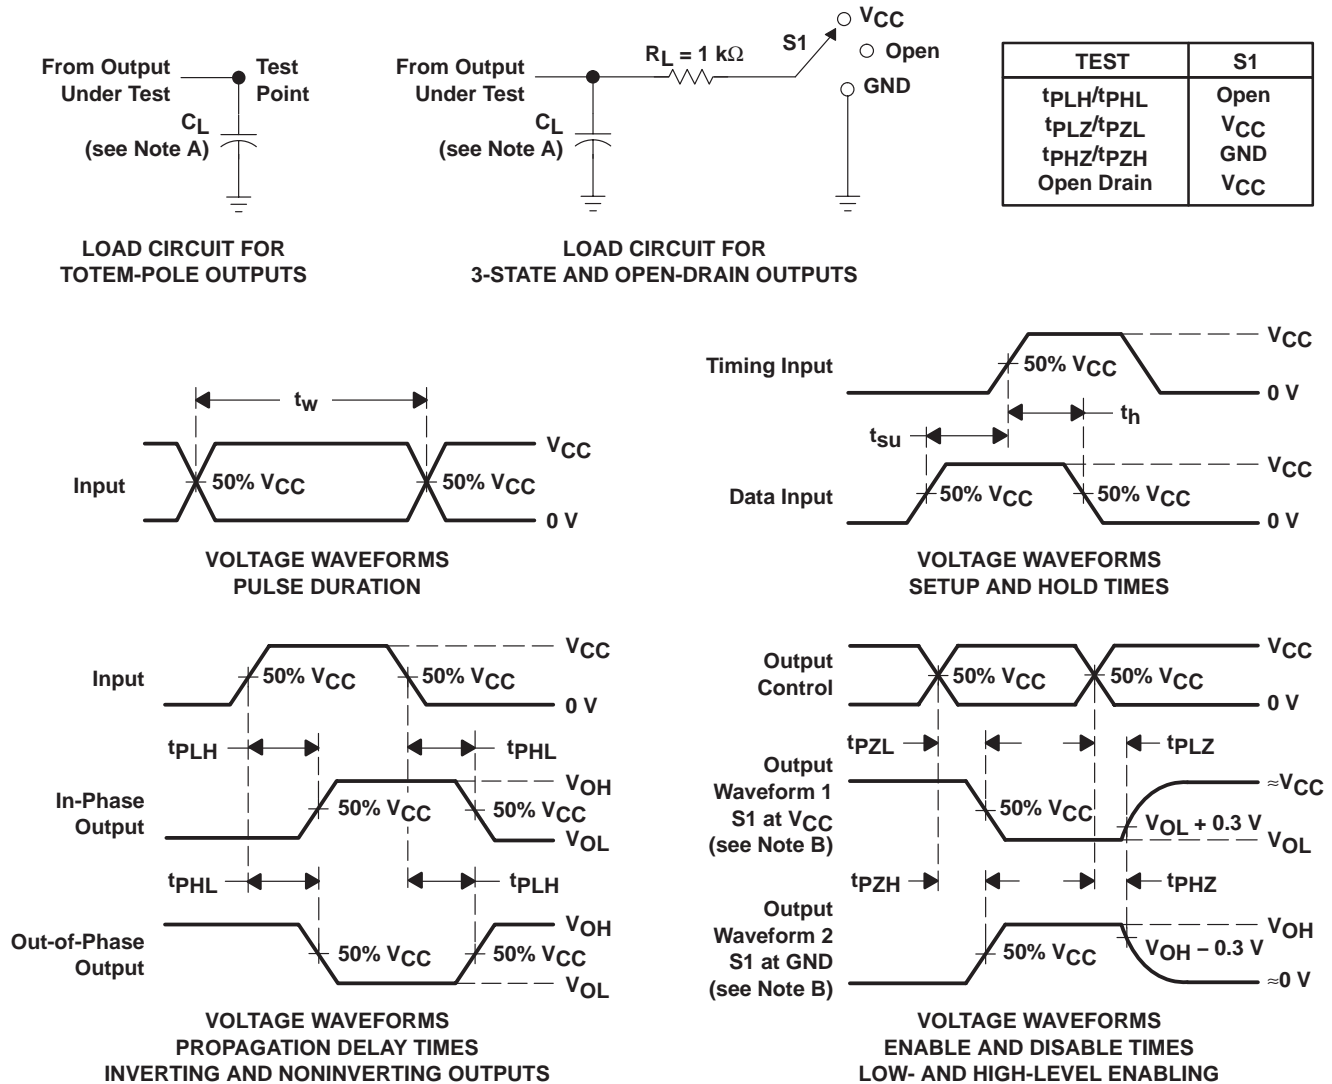 From Output
Under Test
Test
Point
CL
(see Note A)
LOAD CIRCUIT FOR
TOTEM-POLE OUTPUTS
From Output
Under Test
CL
(see Note A)
RL = 1 kΩ
S1
VCC
Open
GND
LOAD CIRCUIT FOR
3-STATE AND OPEN-DRAIN OUTPUTS
TEST S1
tPLH/tPHL Open
tPLZ/tPZL VCC
tPHZ/tPZH GND
Open Drain VCC
tw
Input
50% VCC
50% VCC
VCC
0 V
VOLTAGE WAVEFORMS
PULSE DURATION
Timing Input
50% VCC
VCC
0 V
tsu
th
Data Input
50% VCC
50% VCC
VCC
0 V
VOLTAGE WAVEFORMS
SETUP AND HOLD TIMES
Input
50% VCC
50% VCC
VCC
0 V
tPLH
tPHL
In-Phase
Output
50% VCC
50% VCC
VOH
VOL
tPHL
tPLH
Out-of-Phase
Output
50% VCC
50% VCC
VOH
VOL
VOLTAGE WAVEFORMS
PROPAGATION DELAY TIMES
INVERTING AND NONINVERTING OUTPUTS
Output
Control
50% VCC
50% VCC
VCC
0 V
tPZL
tPLZ
Output
Waveform 1
S1 at VCC
(see Note B)
50% VCC
VOL + 0.3 V
≈VCC
VOL
tPZH
tPHZ
Output
Waveform 2
S1 at GND
(see Note B)
50% VCC
VOH − 0.3 V
VOH
≈0 V
VOLTAGE WAVEFORMS
ENABLE AND DISABLE TIMES
LOW- AND HIGH-LEVEL ENABLING